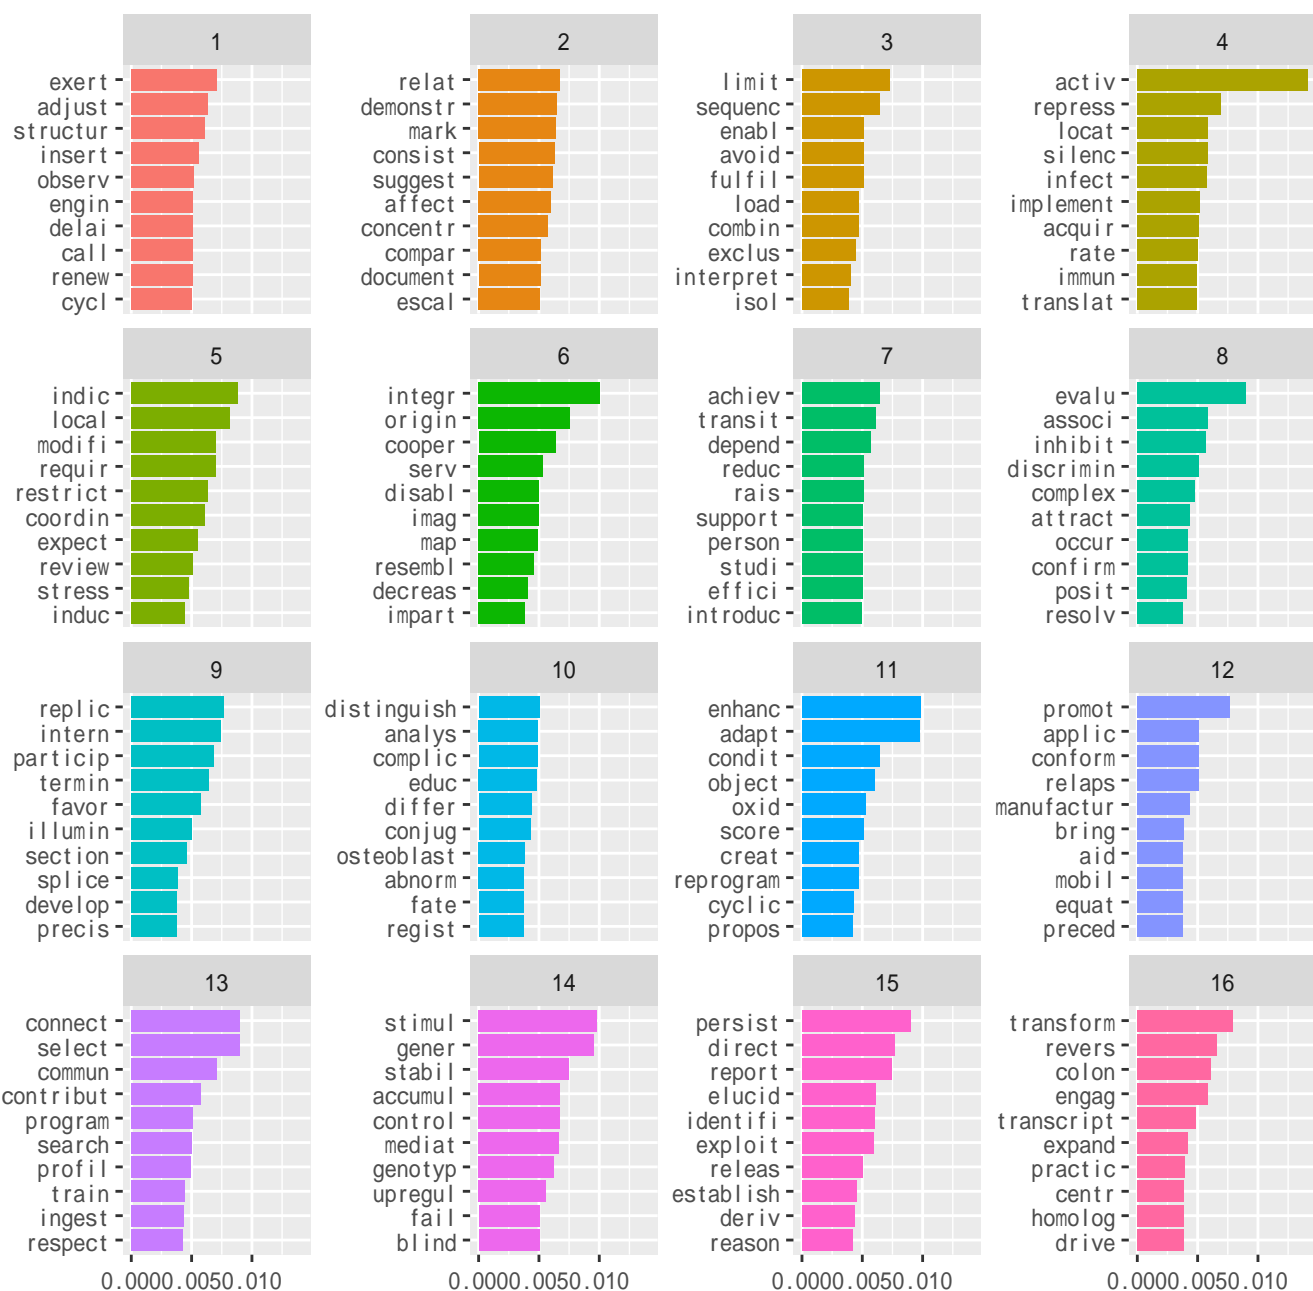 1
exert
adjust
structur
insert
observ
engin
delai
call
renew
cycl
2
relat
demonstr
mark
consist
suggest
affect
concentr
compar
document
escal
3
limit
sequenc
enabl
avoid
fulfil
load
combin
exclus
interpret
isol
4
activ
repress
locat
silenc
infect
implement
acquir
rate
immun
translat
5
indic
local
modifi
requir
restrict
coordin
expect
review
stress
induc
6
integr
origin
cooper
serv
disabl
imag
map
resembl
decreas
impart
7
achiev
transit
depend
reduc
rais
support
person
studi
effici
introduc
8
evalu
associ
inhibit
discrimin
complex
attract
occur
confirm
posit
resolv
9
replic
intern
particip
termin
favor
illumin
section
splice
develop
precis
10
distinguish
analys
complic
educ
differ
conjug
osteoblast
abnorm
fate
regist
11
enhanc
adapt
condit
object
oxid
score
creat
reprogram
cyclic
propos
12
promot
applic
conform
relaps
manufactur
bring
aid
mobil
equat
preced
13
connect
select
commun
contribut
program
search
profil
train
ingest
respect
14
stimul
gener
stabil
accumul
control
mediat
genotyp
upregul
fail
blind
15
persist
direct
report
elucid
identifi
exploit
releas
establish
deriv
reason
16
transform
revers
colon
engag
transcript
expand
practic
centr
homolog
drive
0.0000.0050.010
0.0000.0050.010
0.0000.0050.010
0.0000.0050.010